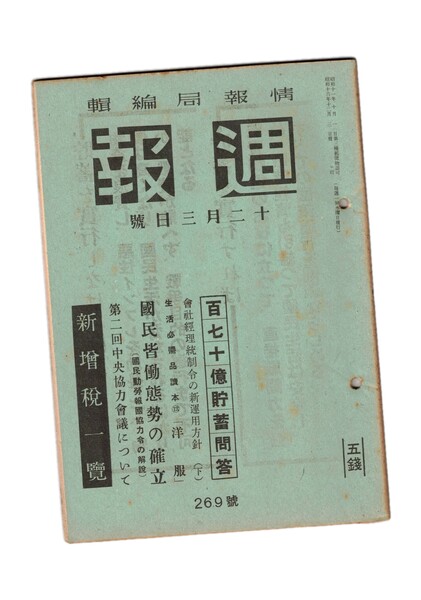 情報局編輯
週報
十二月三日號
百七十億貯蓄問答
會社經理統制令の新運用方針（下）
生活必需品讀本⑯洋服
國民皆働態勢の確立
（國民勤勞報國協力令の解說）
第二回中央協力會議について
新增稅一覽
五錢
269號